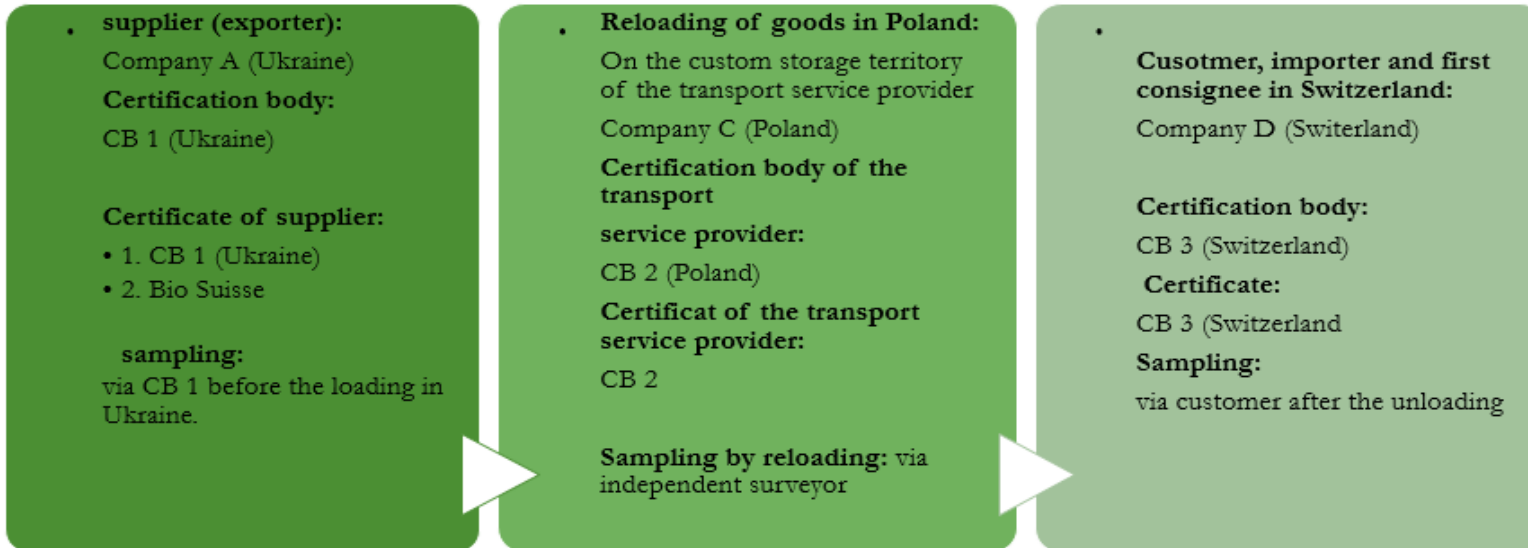 • supplier (exporter):
Company A (Ukraine)
Certification body:
CB 1 (Ukraine)
Certificate of supplier:
• 1. CB 1 (Ukraine)
• 2. Bio Suisse
sampling:
via CB 1 before the loading in
Ukraine.
• Reloading of goods in Poland:
On the custom storage territory
of the transport service provider
Company C (Poland)
Certification body of the
transport
service provider:
CB 2 (Poland)
Certificat of the transport
service provider:
CB 2
Sampling by reloading: via
independent surveyor
•
Cusotmer, importer and first
consignee in Switzerland:
Company D (Switerland)
Certification body:
CB 3 (Switzerland)
Certificate:
CB 3 (Switzerland
Sampling:
via customer after the unloading